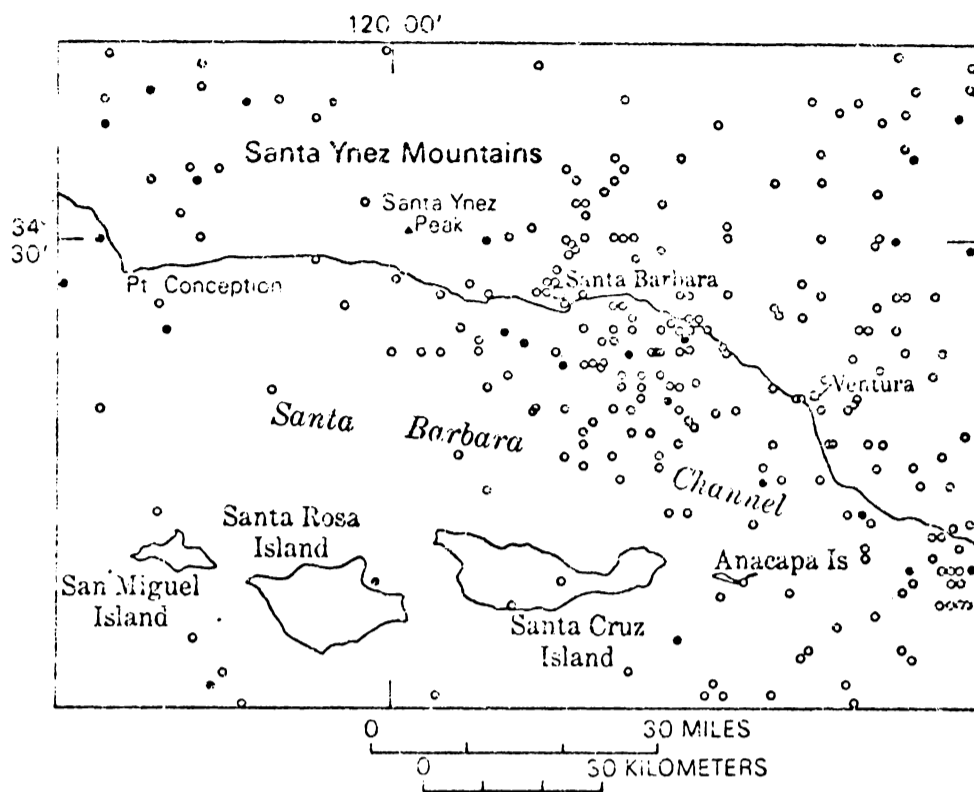 120 00'
Santa Ynez Mountains
Santa Ynez
Peak
34°
30'
Pt. Conception
Santa Barbara
Ventura
Santa Barbara Channel
Santa Rosa
Island
San Miguel
Island
Anacapa Is
Santa Cruz
Island
0 30 MILES
0 30 KILOMETERS